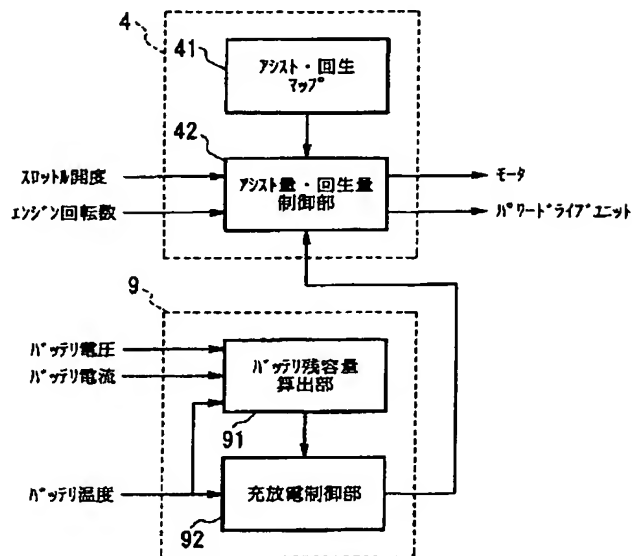 4
41
ｱｼｽﾄ・回生
ﾏｯﾌﾟ
42
ｽﾛｯﾄﾙ開度
ｴﾝｼﾞﾝ回転数
ｱｼｽﾄ量・回生量
制御部
ﾓｰﾀ
ﾊﾟﾜｰﾄﾞﾗｲﾌﾞﾕﾆｯﾄ
9
ﾊﾞｯﾃﾘ電圧
ﾊﾞｯﾃﾘ電流
ﾊﾞｯﾃﾘ残容量
算出部
91
ﾊﾞｯﾃﾘ温度
充放電制御部
92